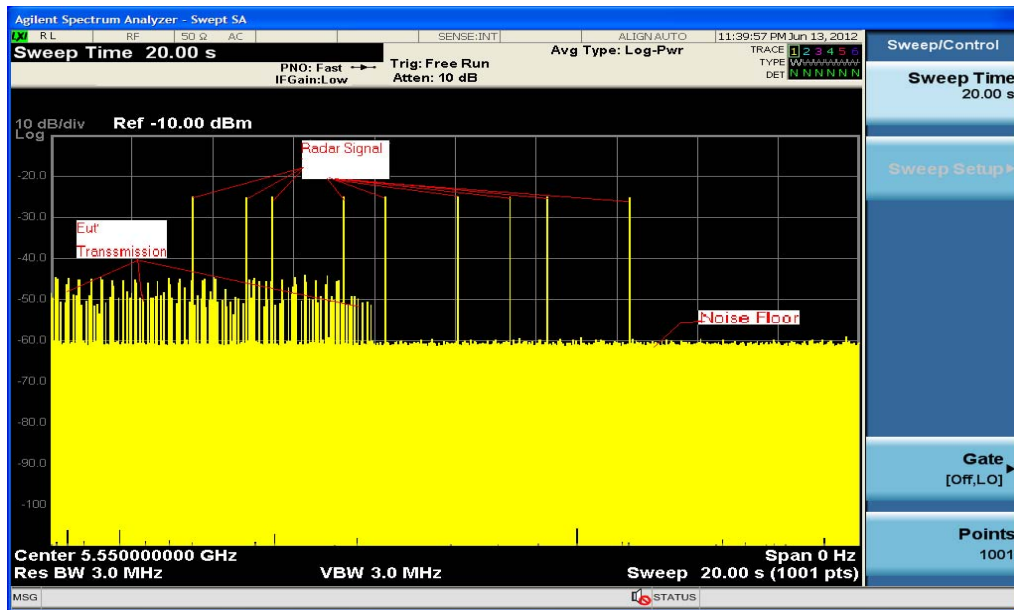 Agilent Spectrum Analyzer - Swept SA
LXI RL RF 50 Ω AC SENSE:INT ALIGN AUTO 11:39:57 PM Jun 13, 2012
Sweep Time 20.00 s
Avg Type: Log-Pwr
TRACE 1 2 3 4 5 6
PNO: Fast
Trig: Free Run
TYPE W
IFGain:Low
Atten: 10 dB
DET N N N N N N
10 dB/div Ref -10.00 dBm
Log
Radar Signal
-20.0
-30.0
Eut
Transsmission
-40.0
-50.0
Noise Floor
-60.0
-70.0
-80.0
-90.0
-100
Center 5.550000000 GHz
Span 0 Hz
Res BW 3.0 MHz
VBW 3.0 MHz
Sweep 20.00 s (1001 pts)
MSG
STATUS
Sweep/Control
Sweep Time
20.00 s
Sweep Setup
Gate
[Off,LO]
Points
1001